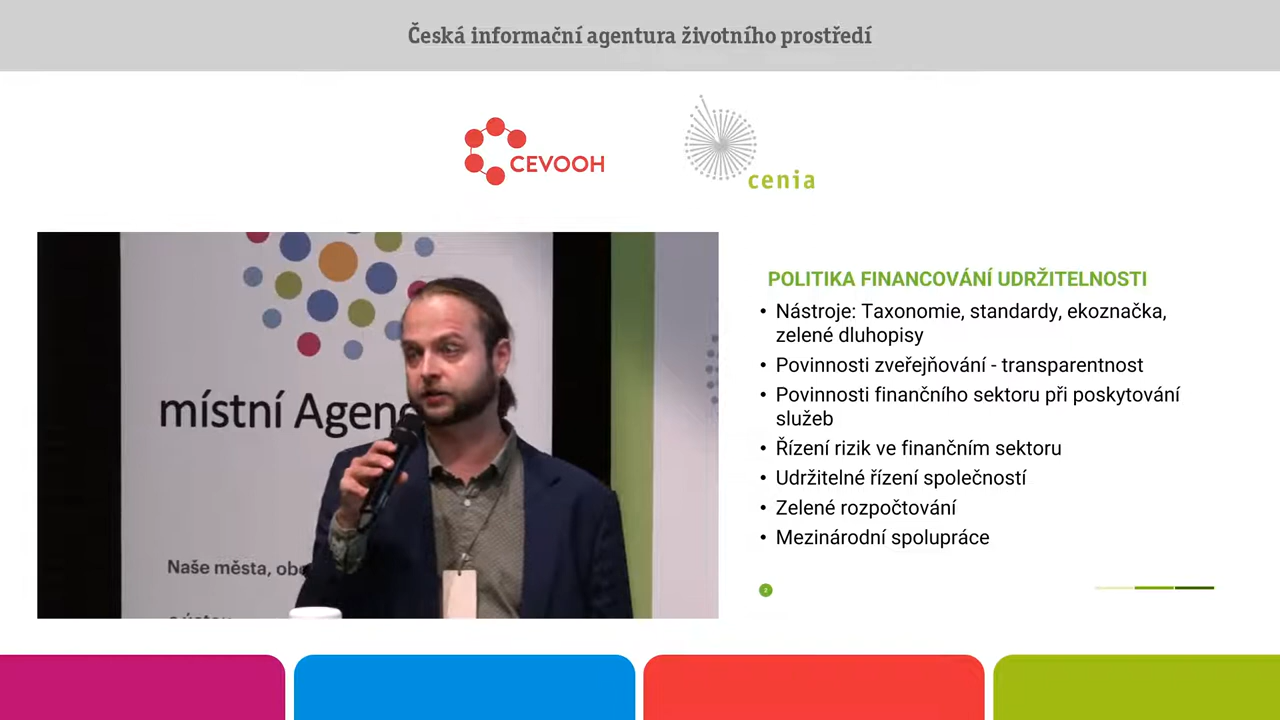 Česká informační agentura životního prostředí
CEVOOH
cenia
místní Agen
Naše města, obc
POLITIKA FINANCOVÁNÍ UDRŽITELNOSTI
• Nástroje: Taxonomie, standardy, ekoznačka,
zelené dluhopisy
• Povinnosti zveřejňování - transparentnost
• Povinnosti finančního sektoru při poskytování
služeb
• Řízení rizik ve finančním sektoru
• Udržitelné řízení společností
• Zelené rozpočtování
• Mezinárodní spolupráce
2